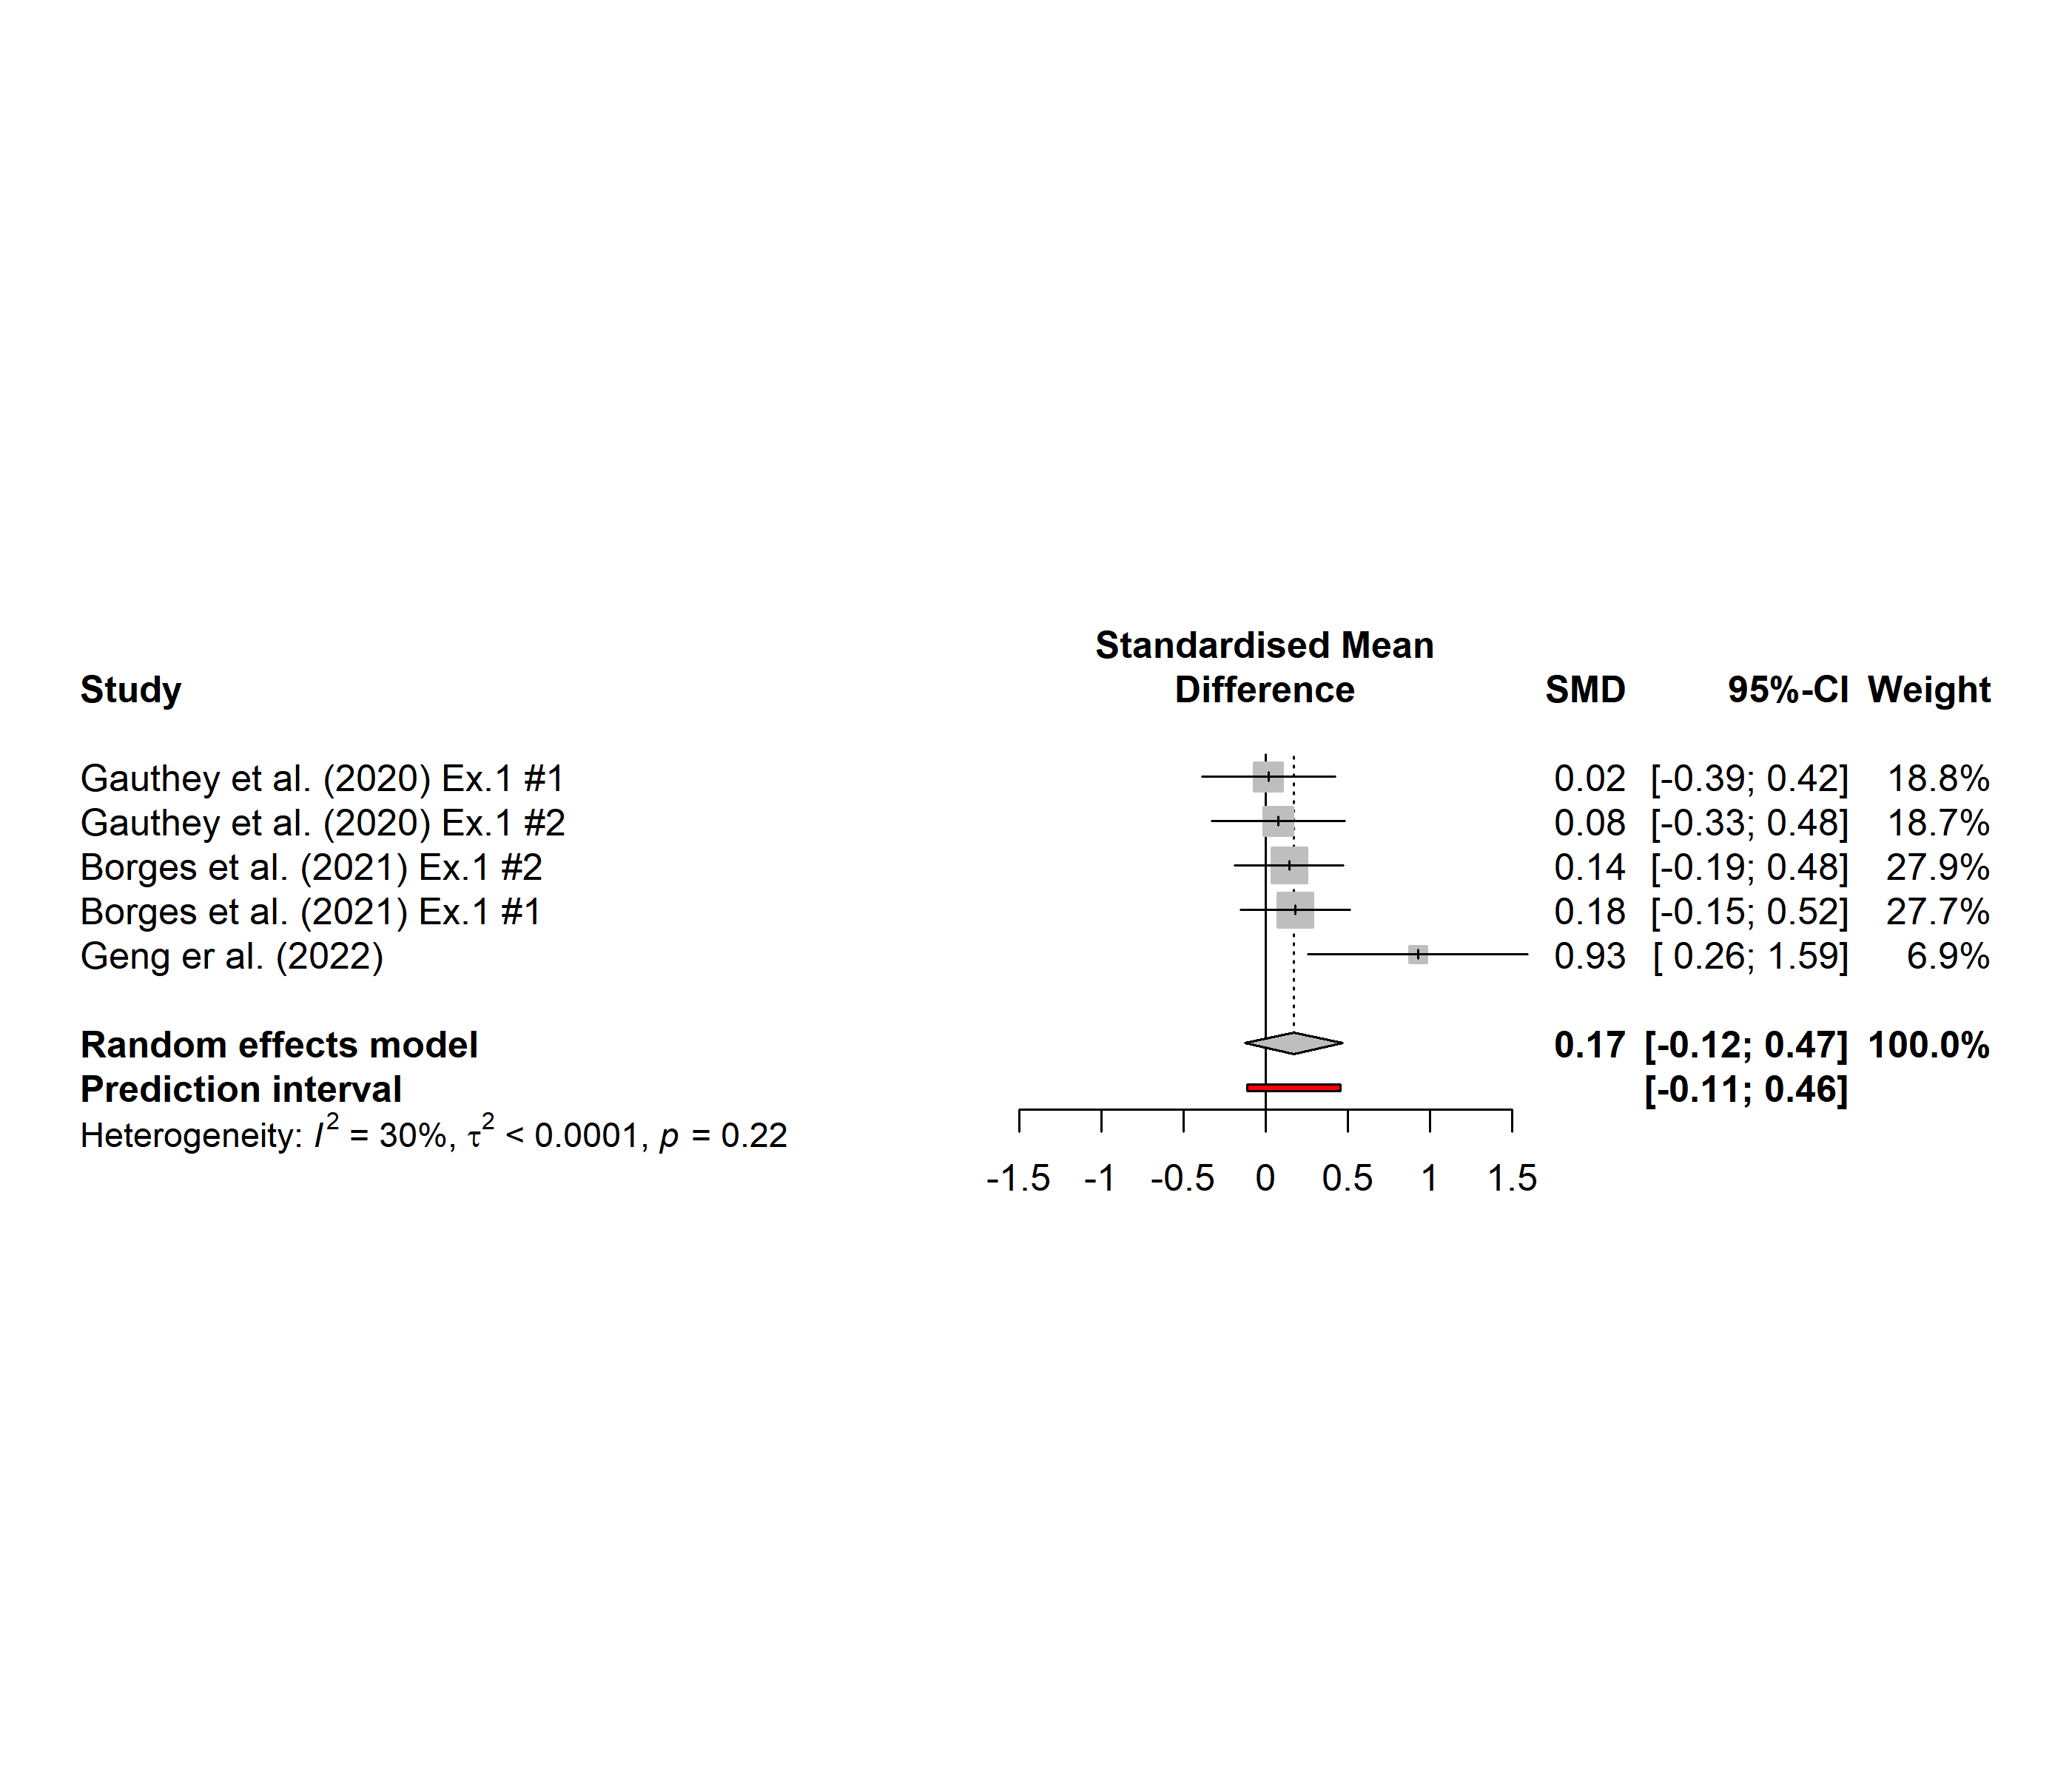 Standardised Mean
Study Difference SMD 95%-CI Weight
Gauthey et al. (2020) Ex.1 #1 0.02 [-0.39; 0.42] 18.8%
Gauthey et al. (2020) Ex.1 #2 0.08 [-0.33; 0.48] 18.7%
Borges et al. (2021) Ex.1 #2 0.14 [-0.19; 0.48] 27.9%
Borges et al. (2021) Ex.1 #1 0.18 [-0.15; 0.52] 27.7%
Geng er al. (2022) 0.93 [ 0.26; 1.59] 6.9%
Random effects model 0.17 [-0.12; 0.47] 100.0%
Prediction interval [-0.11; 0.46]
Heterogeneity: I² = 30%, τ² < 0.0001, p = 0.22
-1.5 -1 -0.5 0 0.5 1 1.5